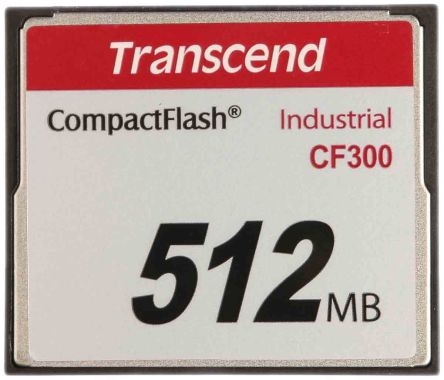 Transcend
CompactFlash® Industrial
CF300
512MB